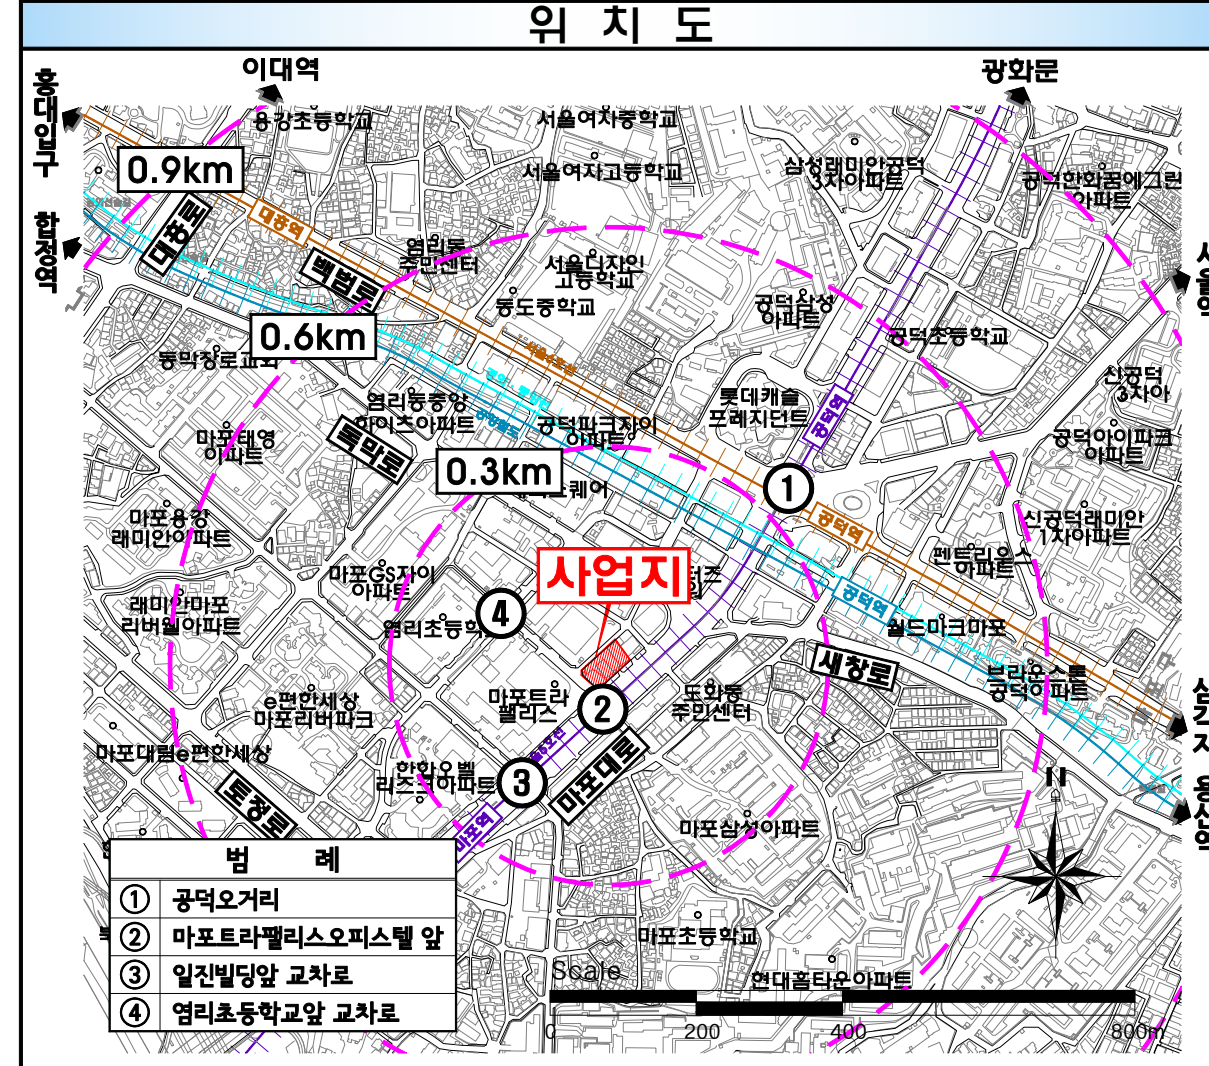 위 치 도
이대역
광화문
홍대입구
합정역
용강초등학교
서울여자중학교
서울여자고등학교
삼성래미안공덕
3차아파트
공덕한화꿈에그린
아파트
0.9km
대흥로
대흥역
백범로
염리동
주민센터
서울디자인
고등학교
동도중학교
공덕삼성
아파트
공덕초등학교
0.6km
동막장로교회
서울6호선
신공덕
3차아
염리동중앙
하이츠아파트
공덕파크자이
아파트
롯데캐슬
프레지던트
공덕역
공덕아이파크
아파트
마포태영
아파트
독막로
0.3km
스퀘어
1
공덕역
마포용강
래미안아파트
신공덕래미안
1차아파트
펜트라우스
아파트
사업지
마포GS자이
아파트
공덕역
래미안마포
리버웰아파트
4
염리초등학
월드마크마포
새창로
브라운스톤
공덕아파트
e편한세상
마포리버파크
마포트라
팰리스
2
도화동
주민센터
마포대림e편한세상
한화오벨
리즈크아파트
3
마포대로
토정로
마포역
마포삼성아파트
N
범 례
① 공덕오거리
② 마포트라팰리스오피스텔 앞
③ 일진빌딩앞 교차로
④ 염리초등학교앞 교차로
마포초등학교
현대홈타운아파트
Scale
0 200 400 800m